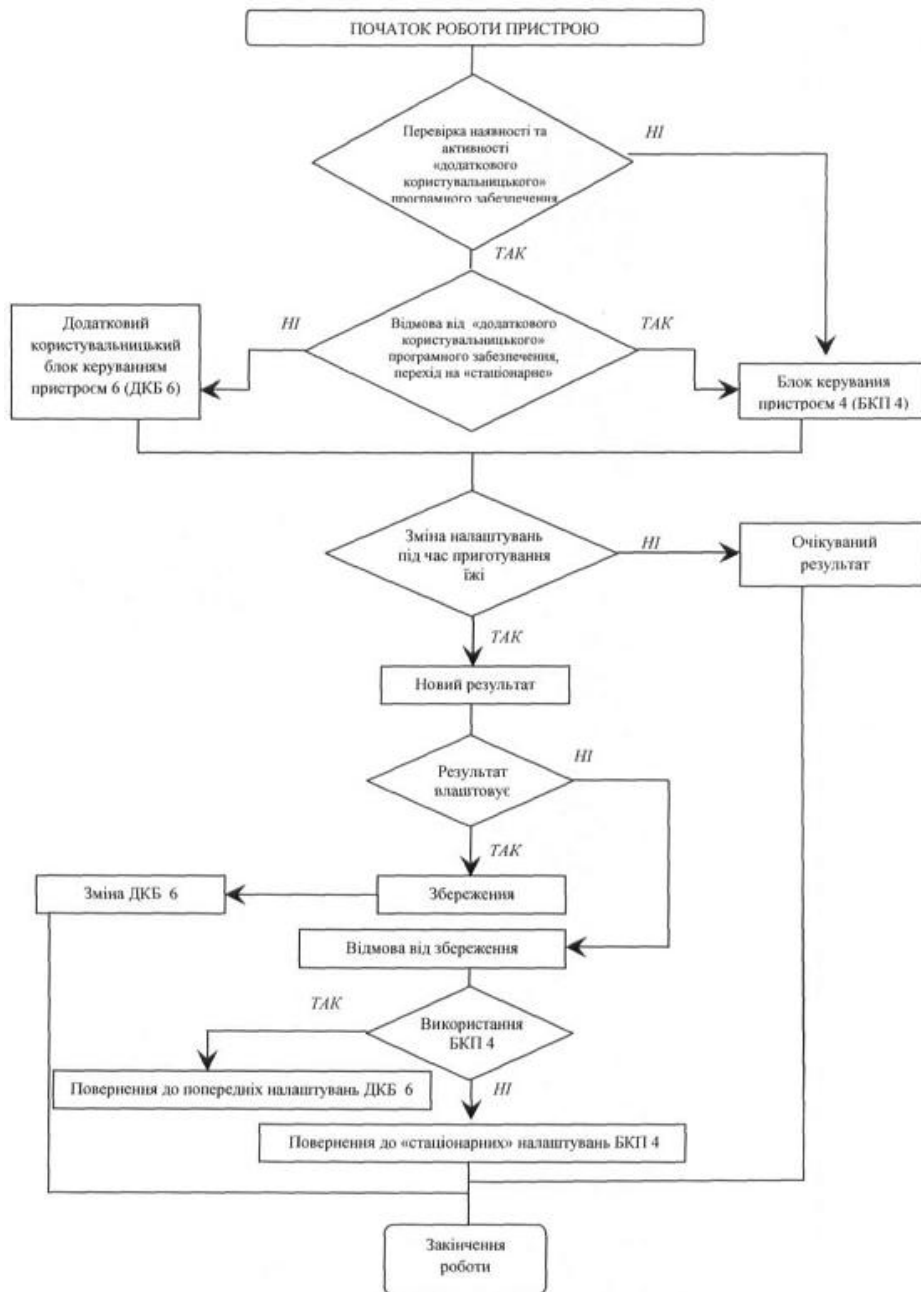 ПОЧАТОК РОБОТИ ПРИСТРОЮ
Перевірка наявності та
активності
«додаткового
користувальницького»
програмного забезпечення
НІ
ТАК
Відмова від «додаткового
користувальницького»
програмного забезпечення,
перехід на «стаціонарне»
НІ
ТАК
Додатковий
користувальницький
блок керуванням
пристроєм 6 (ДКБ 6)
Блок керування
пристроєм 4 (БКП 4)
Зміна налаштувань
під час приготування
їжі
НІ
Очікуваний
результат
ТАК
Новий результат
Результат
влаштовує
НІ
ТАК
Зміна ДКБ 6
Збереження
Відмова від збереження
ТАК
Використання
БКП 4
Повернення до попередніх налаштувань ДКБ 6
НІ
Повернення до «стаціонарних» налаштувань БКП 4
Закінчення
роботи